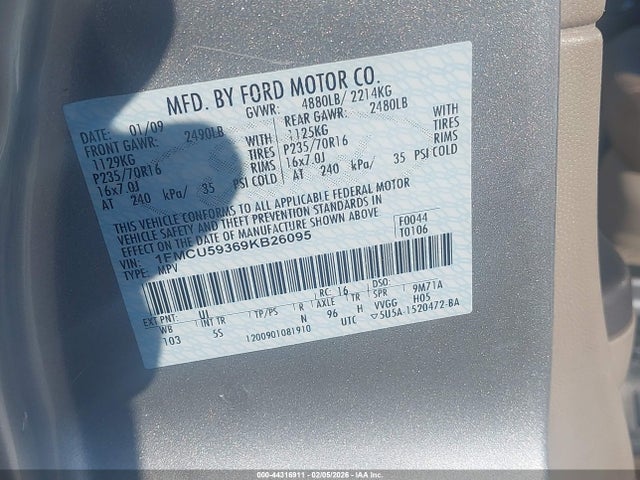 MFD. BY FORD MOTOR CO.
DATE: 01/09 GVWR: 4880LB/ 2214KG
FRONT GAWR: 2490LB REAR GAWR: 2480LB
1129KG WITH 1125KG WITH
P235/70R16 TIRES P235/70R16 TIRES
16x7.0J RIMS 16x7.0J RIMS
AT 240 kPa/ 35 PSI COLD AT 240 kPa/ 35 PSI COLD
THIS VEHICLE CONFORMS TO ALL APPLICABLE FEDERAL MOTOR
VEHICLE SAFETY AND THEFT PREVENTION STANDARDS IN
EFFECT ON THE DATE OF MANUFACTURE SHOWN ABOVE.
VIN: 1FMCU59369KB26095 F0044
TYPE: MPV T0106
EXT PNT: UI RC: 16 DSO: 9M71A
WB INT TR TP/PS R AXLE TR SPR H05
103 5S N 96 H VVGG
1200901081910 UTC 5U5A-1520472-BA
000-44316911 - 02/05/2026 - IAA, Inc.